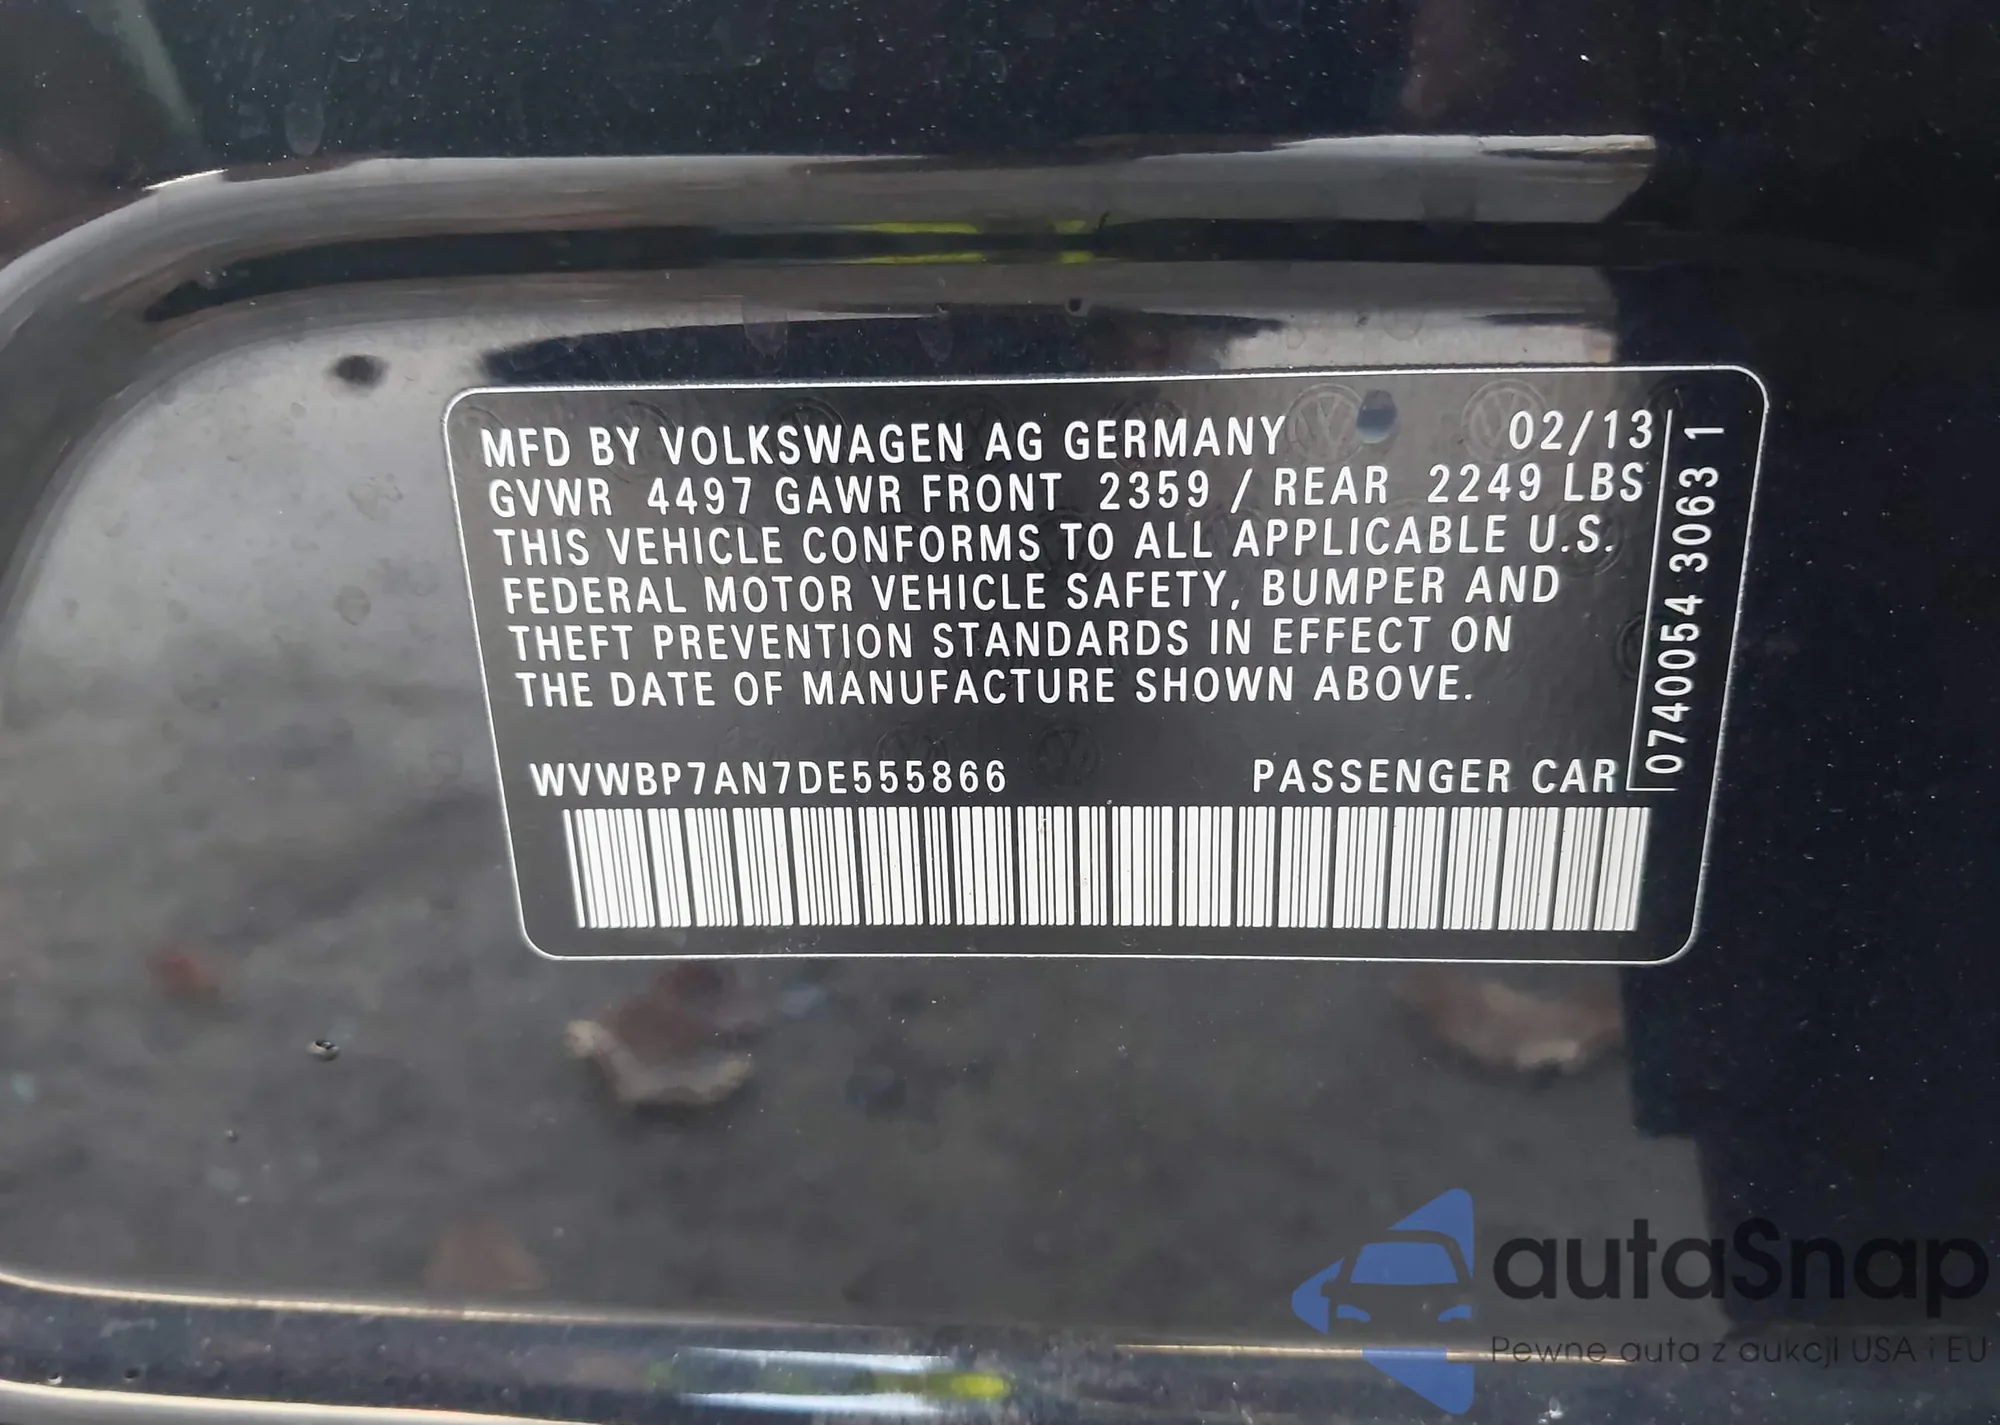 MFD BY VOLKSWAGEN AG GERMANY 02/13
GVWR 4497 GAWR FRONT 2359 / REAR 2249 LBS
THIS VEHICLE CONFORMS TO ALL APPLICABLE U.S.
FEDERAL MOTOR VEHICLE SAFETY, BUMPER AND
THEFT PREVENTION STANDARDS IN EFFECT ON
THE DATE OF MANUFACTURE SHOWN ABOVE.
WVWBP7AN7DE555866 PASSENGER CAR
0740054 3063 1
autaSnap
Pewne auta z aukcji USA i EU